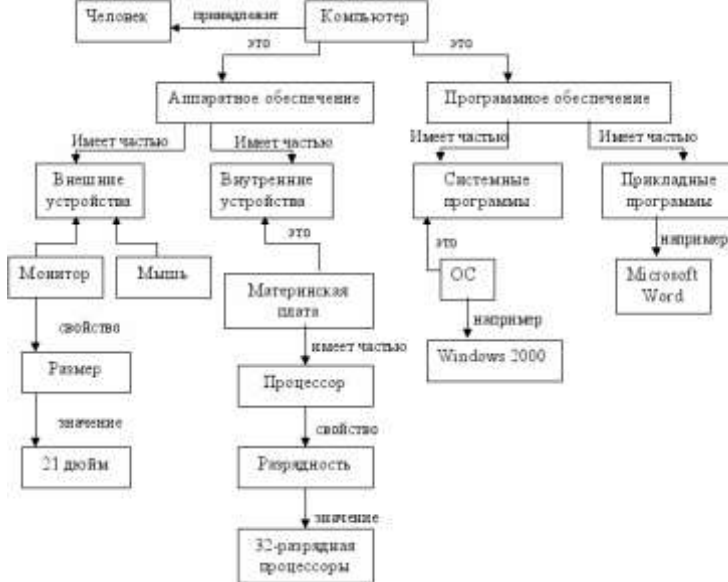 Человек
принадлежит
Компьютер
это
это
Аппаратное обеспечение
Программное обеспечение
Имеет частью
Имеет частью
Имеет частью
Имеет частью
Внешние
устройства
Внутренние
устройства
Системные
программы
Прикладные
программы
это
это
например
Монитор
Мышь
ОС
Microsoft
Word
Материнская
плата
свойство
например
имеет частью
Размер
Windows 2000
Процессор
значение
свойство
21 дюйм
Разрядность
значение
32-разрядная
процессоры